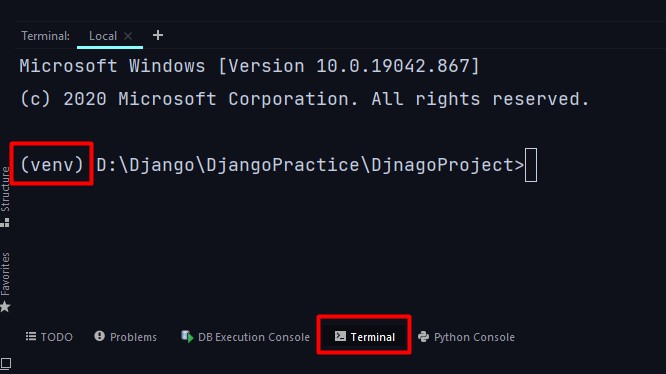 Terminal: Local × +
Microsoft Windows [Version 10.0.19042.867]
(c) 2020 Microsoft Corporation. All rights reserved.
(venv) D:\Django\DjangoPractice\DjnagoProject>
Structure
Favorites
TODO Problems DB Execution Console Terminal Python Console